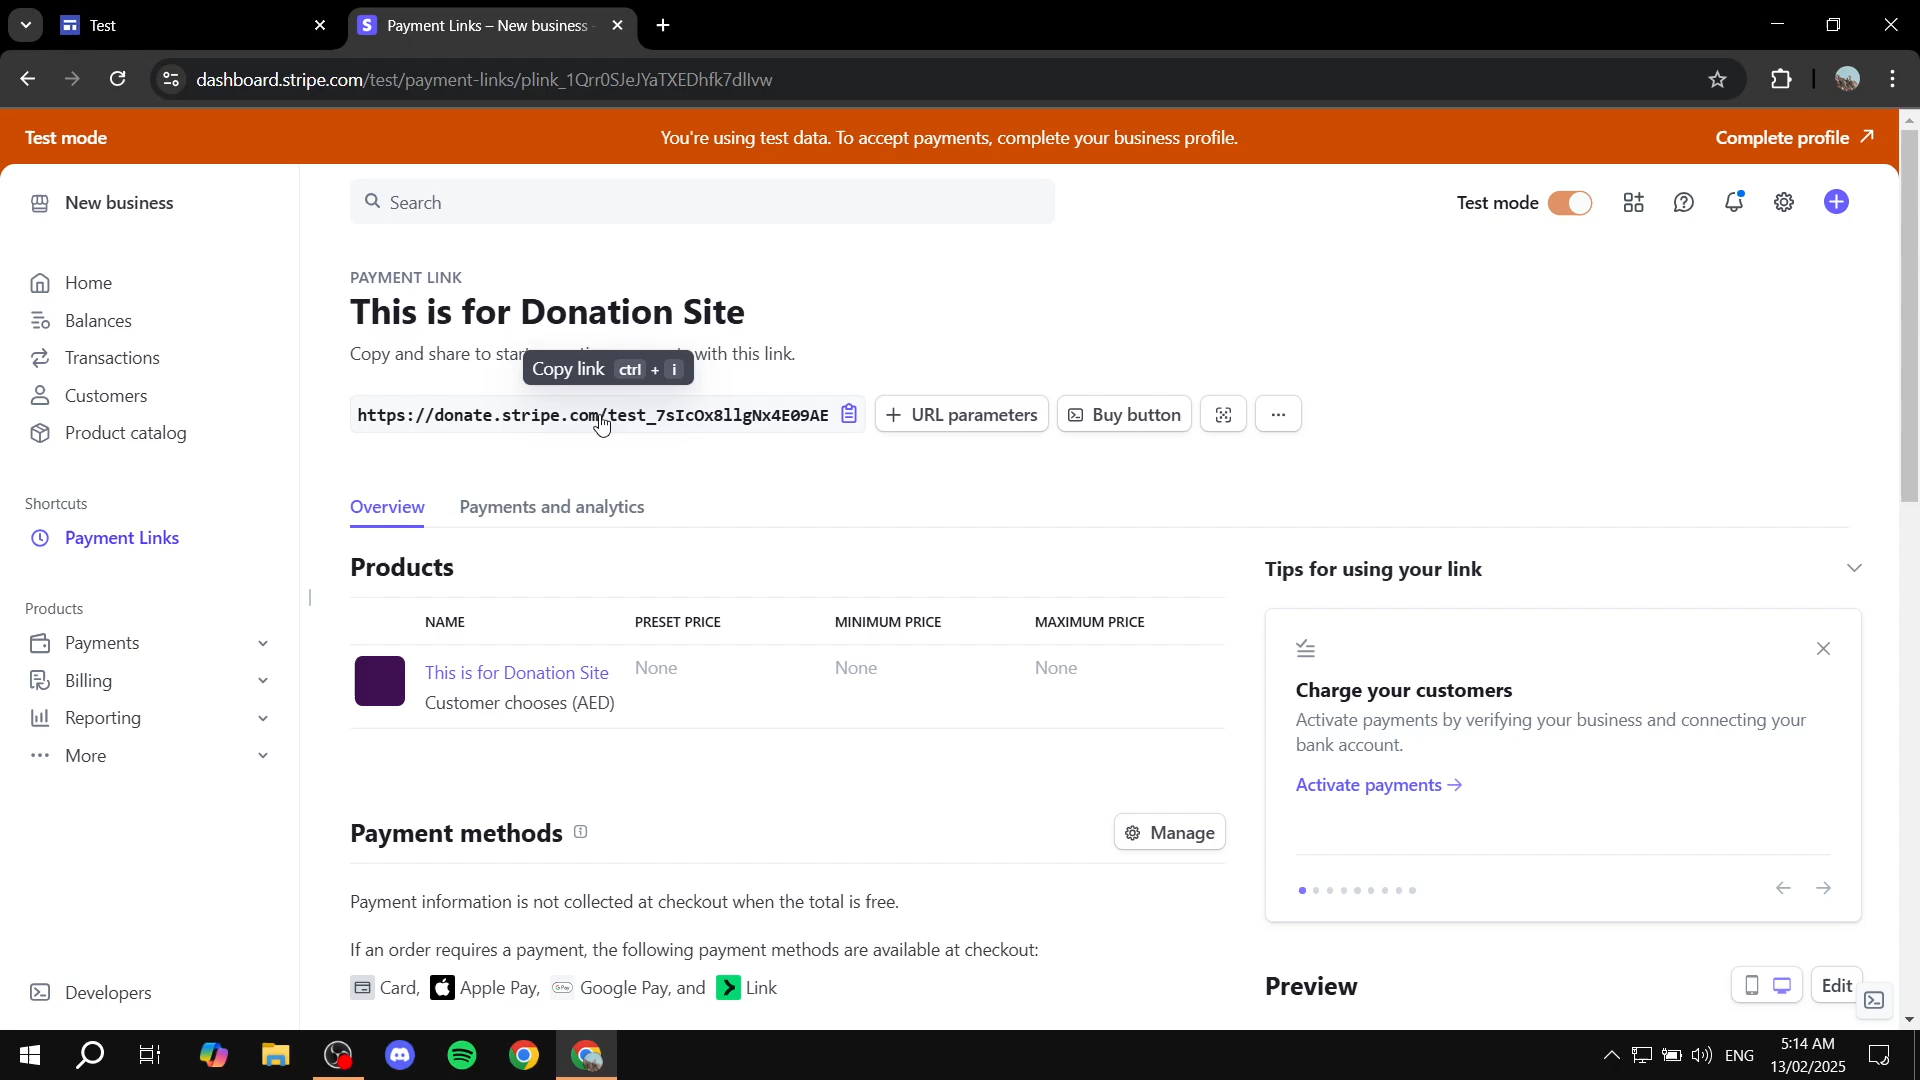 Test
Payment Links – New business -
dashboard.stripe.com/test/payment-links/plink_1Qrr0SJeJYaTXEDhfk7dlIvw
Test mode
You're using test data. To accept payments, complete your business profile.
Complete profile
New business
Search
Test mode
Home
Balances
Transactions
Customers
Product catalog
Shortcuts
Payment Links
Products
Payments
Billing
Reporting
More
Developers
PAYMENT LINK
This is for Donation Site
Copy and share to star with this link.
Copy link ctrl + i
https://donate.stripe.com/test_7sIcOx8llgNx4E09AE
URL parameters
Buy button
Overview
Payments and analytics
Products
NAME PRESET PRICE MINIMUM PRICE MAXIMUM PRICE
This is for Donation Site None None None
Customer chooses (AED)
Payment methods
Manage
Payment information is not collected at checkout when the total is free.
If an order requires a payment, the following payment methods are available at checkout:
Card, Apple Pay, G Pay Google Pay, and Link
Tips for using your link
Charge your customers
Activate payments by verifying your business and connecting your
bank account.
Activate payments
Preview
Edit
ENG
5:14 AM
13/02/2025